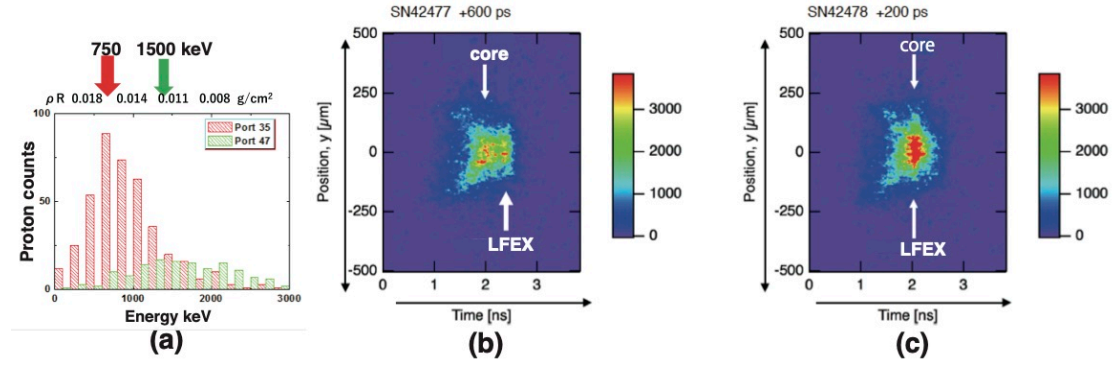 750 1500 keV
ρR 0.018 0.014 0.011 0.008 g/cm²
100
50
0
Proton counts
Port 35
Port 47
0 1000 2000 3000
Energy keV
(a)
SN42477 +600 ps
500
250
0
-250
-500
Position, y [µm]
core
LFEX
0 1 2 3
Time [ns]
3000
2000
1000
0
(b)
SN42478 +200 ps
500
250
0
-250
-500
Position, y [µm]
core
LFEX
0 1 2 3
Time [ns]
3000
2000
1000
0
(c)